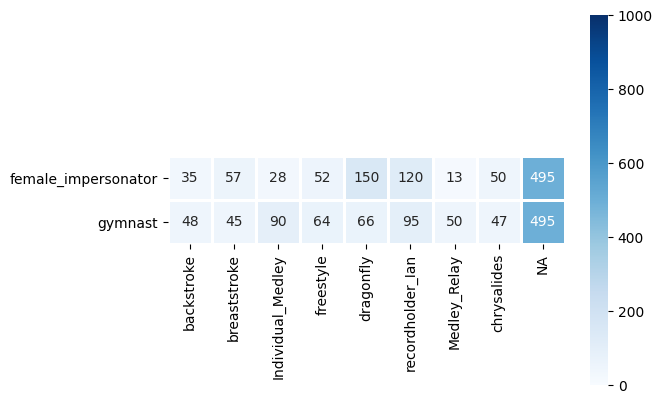 1000
800
600
400
200
0
female_impersonator 35 57 28 52 150 120 13 50 495
gymnast 48 45 90 64 66 95 50 47 495
backstroke
breaststroke
Individual_Medley
freestyle
dragonfly
recordholder_Ian
Medley_Relay
chrysalides
NA